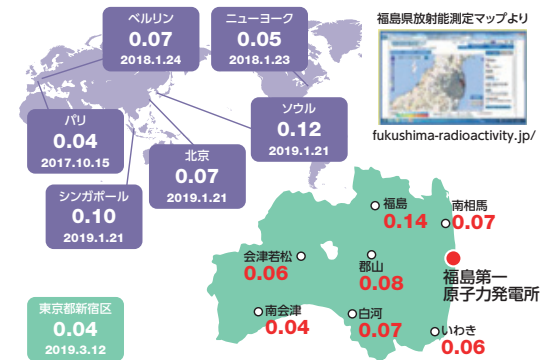 ベルリン
0.07
2018.1.24
ニューヨーク
0.05
2018.1.23
福島県放射能測定マップより
fukushima-radioactivity.jp/
パリ
0.04
2017.10.15
ソウル
0.12
2019.1.21
北京
0.07
2019.1.21
シンガポール
0.10
2019.1.21
福島
0.14
南相馬
0.07
会津若松
0.06
郡山
0.08
福島第一
原子力発電所
南会津
0.04
白河
0.07
いわき
0.06
東京都新宿区
0.04
2019.3.12